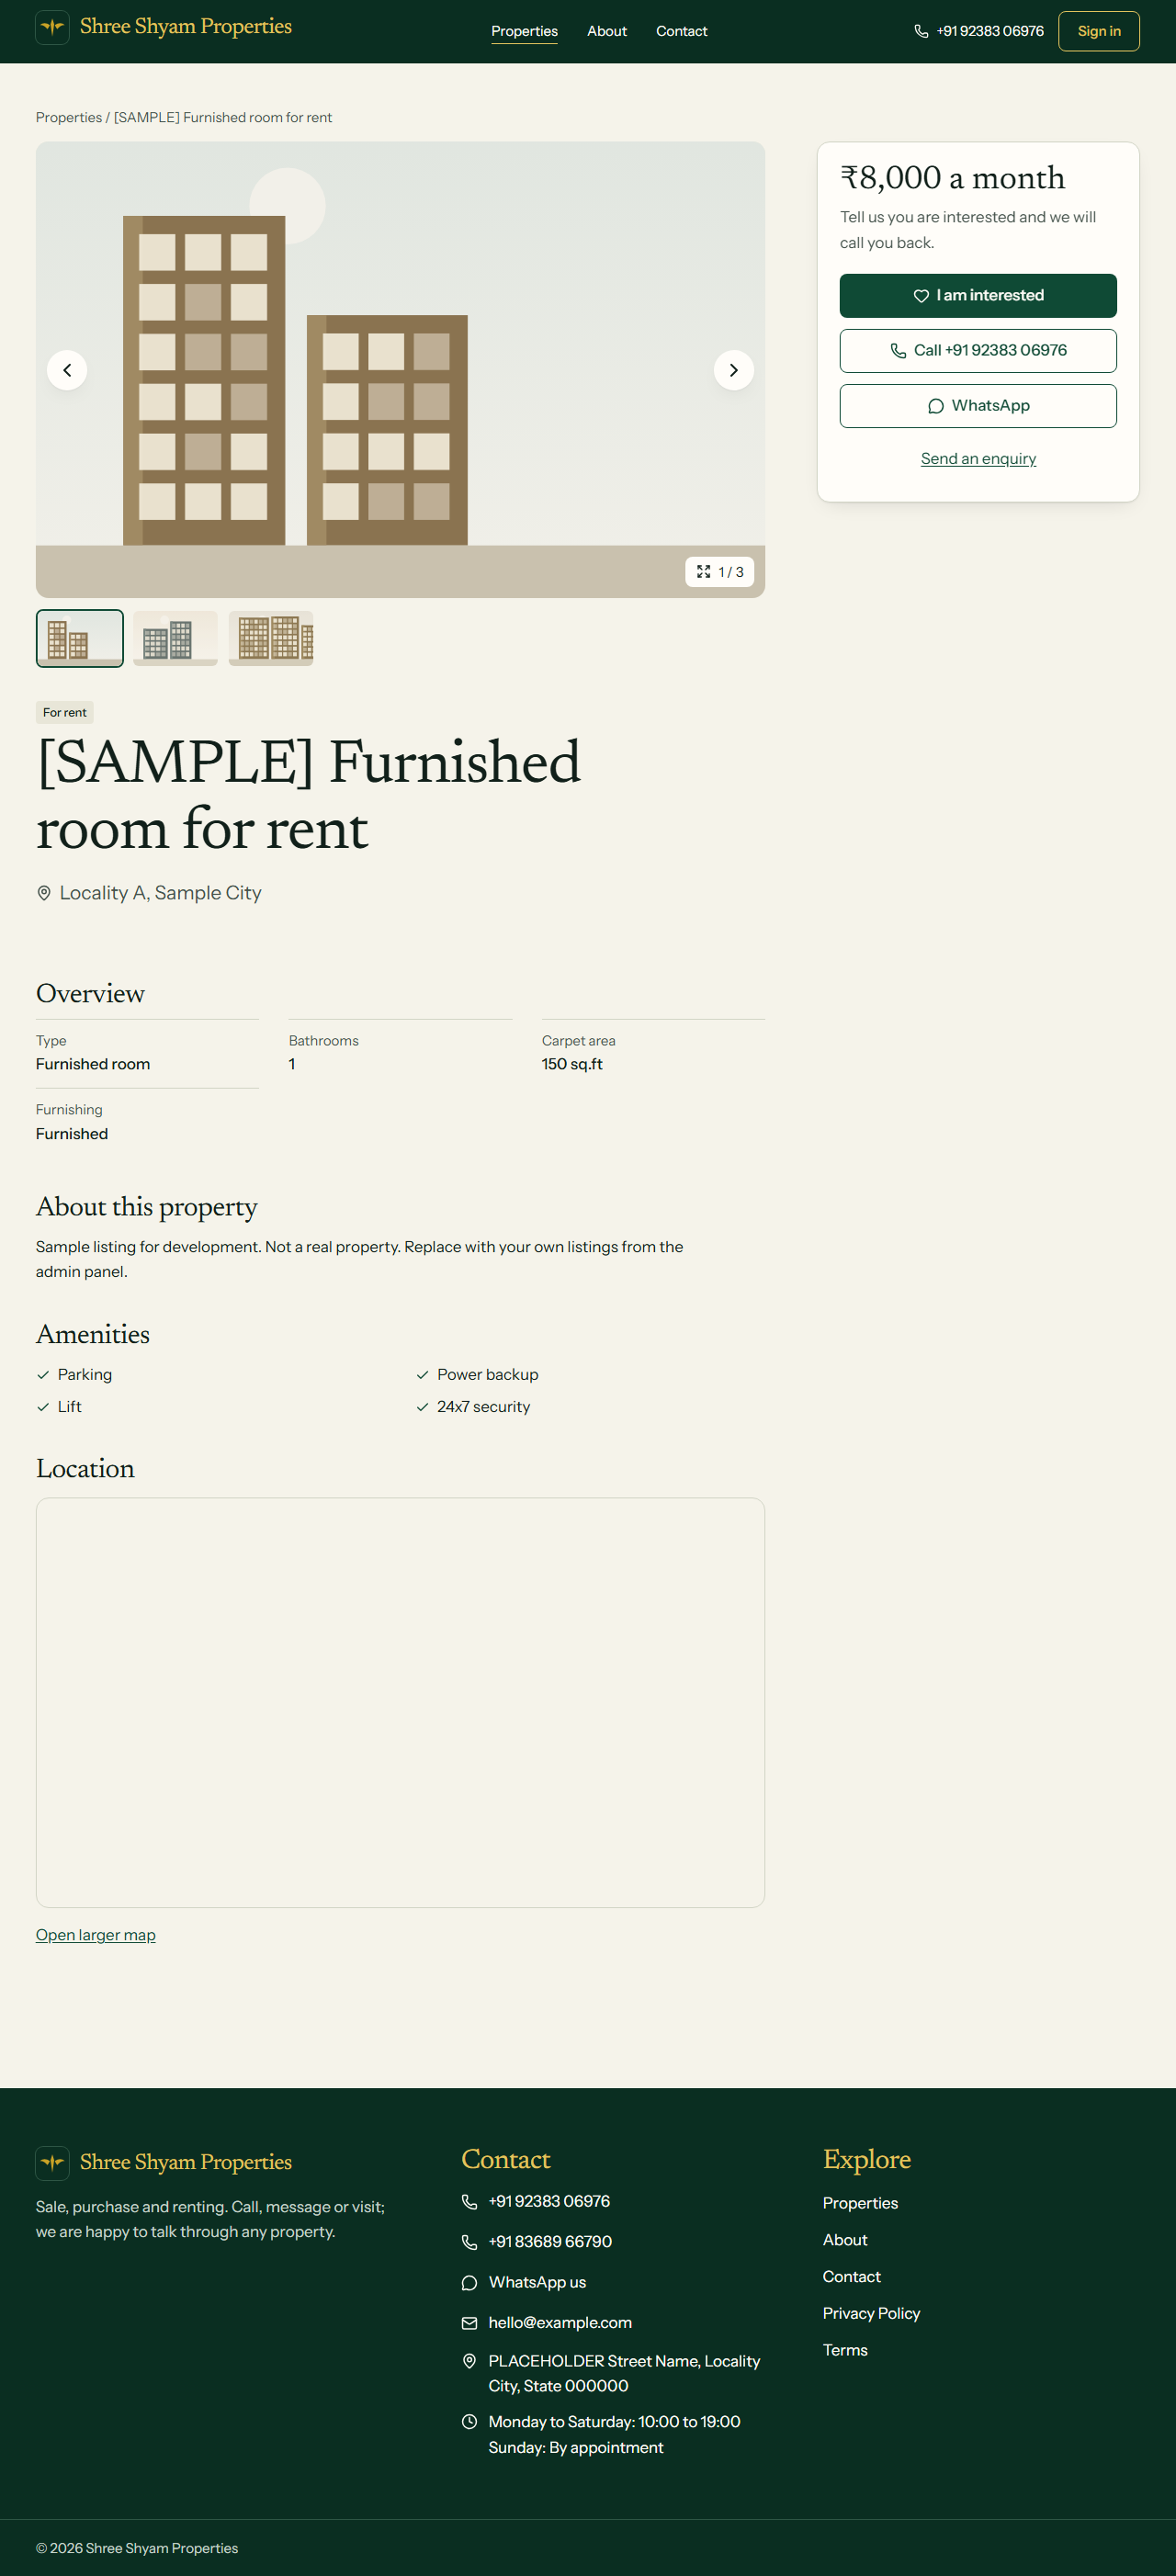 Shree Shyam Properties
Properties
About
Contact
+91 92383 06976
Sign in
Properties / [SAMPLE] Furnished room for rent
₹8,000 a month
Tell us you are interested and we will
call you back.
I am interested
Call +91 92383 06976
WhatsApp
Send an enquiry
1 / 3
For rent
[SAMPLE] Furnished
room for rent
Locality A, Sample City
Overview
Type
Furnished room
Bathrooms
1
Carpet area
150 sq.ft
Furnishing
Furnished
About this property
Sample listing for development. Not a real property. Replace with your own listings from the
admin panel.
Amenities
Parking
Power backup
Lift
24x7 security
Location
Open larger map
Shree Shyam Properties
Sale, purchase and renting. Call, message or visit;
we are happy to talk through any property.
Contact
+91 92383 06976
+91 83689 66790
WhatsApp us
hello@example.com
PLACEHOLDER Street Name, Locality
City, State 000000
Monday to Saturday: 10:00 to 19:00
Sunday: By appointment
Explore
Properties
About
Contact
Privacy Policy
Terms
© 2026 Shree Shyam Properties